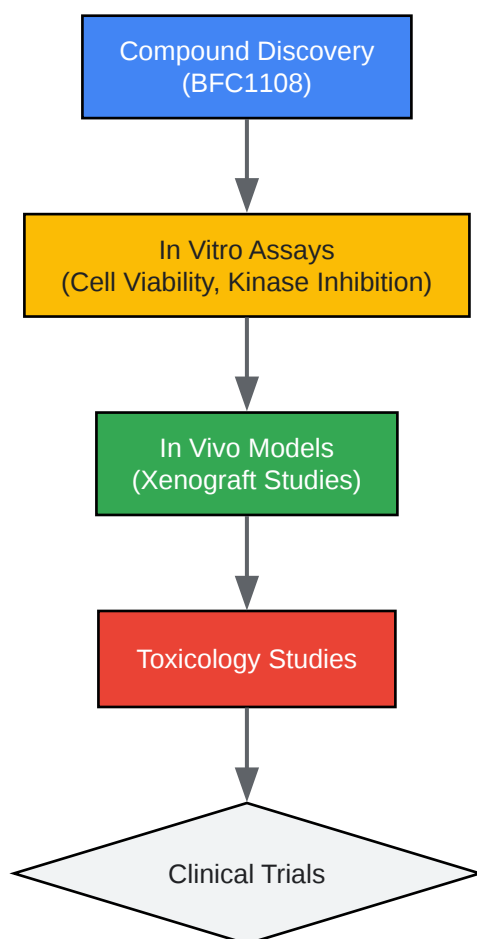 Compound Discovery
(BFC1108)
In Vitro Assays
(Cell Viability, Kinase Inhibition)
In Vivo Models
(Xenograft Studies)
Toxicology Studies
Clinical Trials